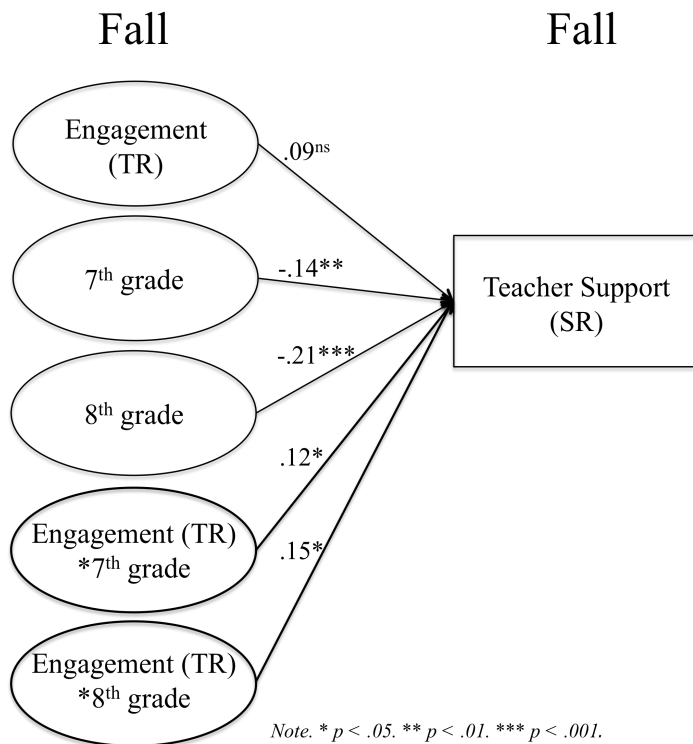 Fall
Fall
Engagement
(TR)
.09ns
7th grade
-.14**
Teacher Support
(SR)
-.21***
8th grade
.12*
Engagement (TR)
*7th grade
.15*
Engagement (TR)
*8th grade
Note. * p < .05. ** p < .01. *** p < .001.